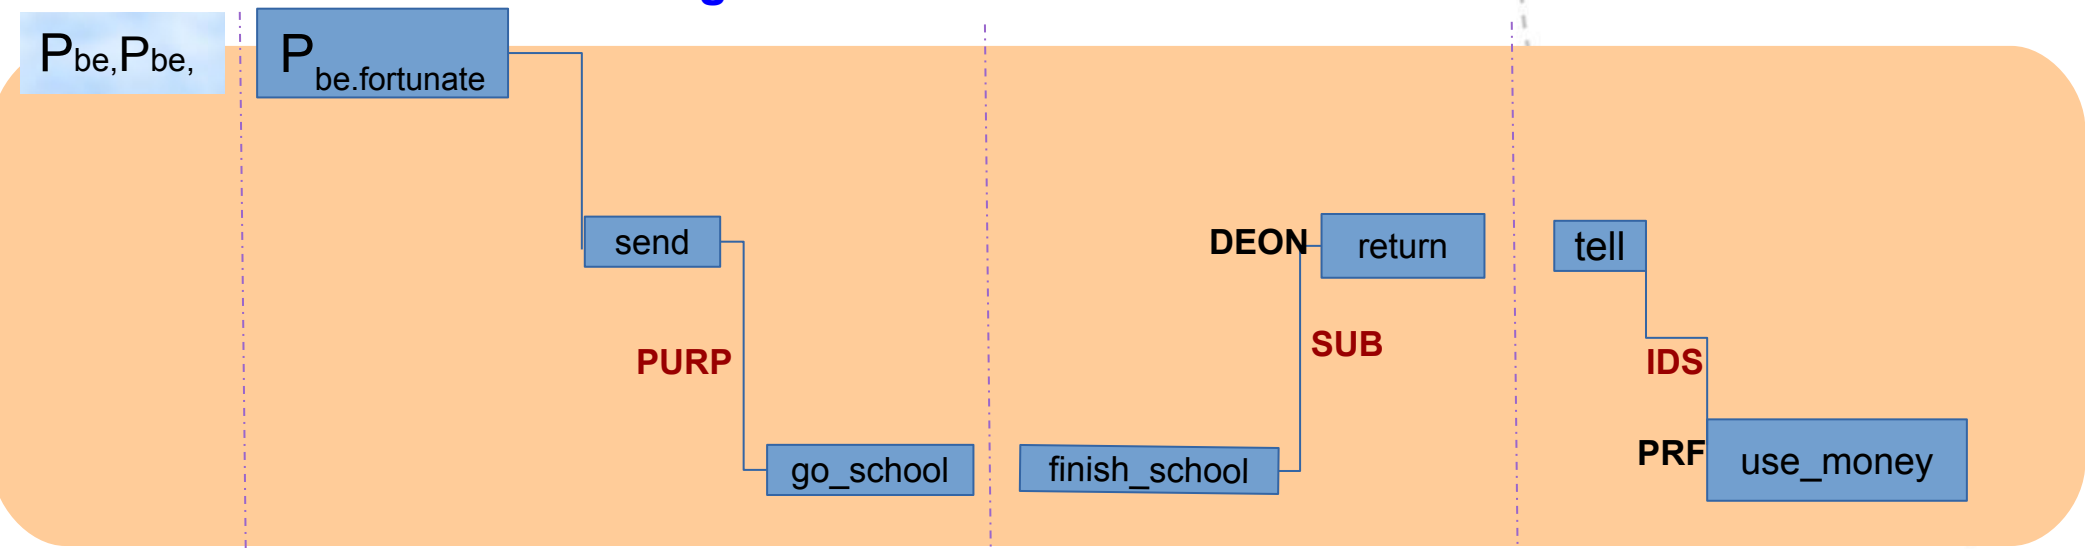 g
Pbe,Pbe,
P be.fortunate
send
DEON return
tell
PURP
SUB
IDS
go_school
finish_school
PRF use_money